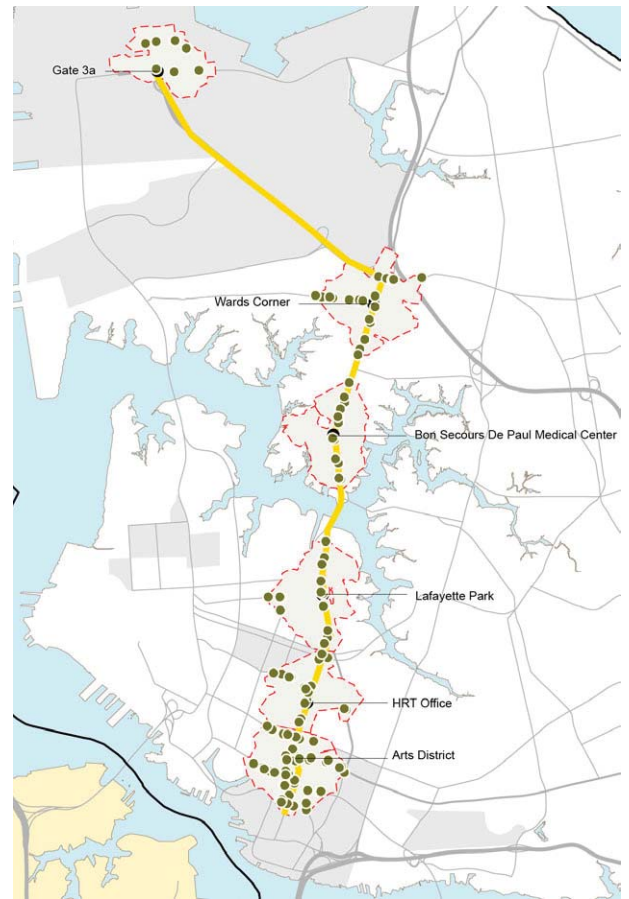 Gate 3a
Wards Corner
Bon Secours De Paul Medical Center
Lafayette Park
HRT Office
Arts District